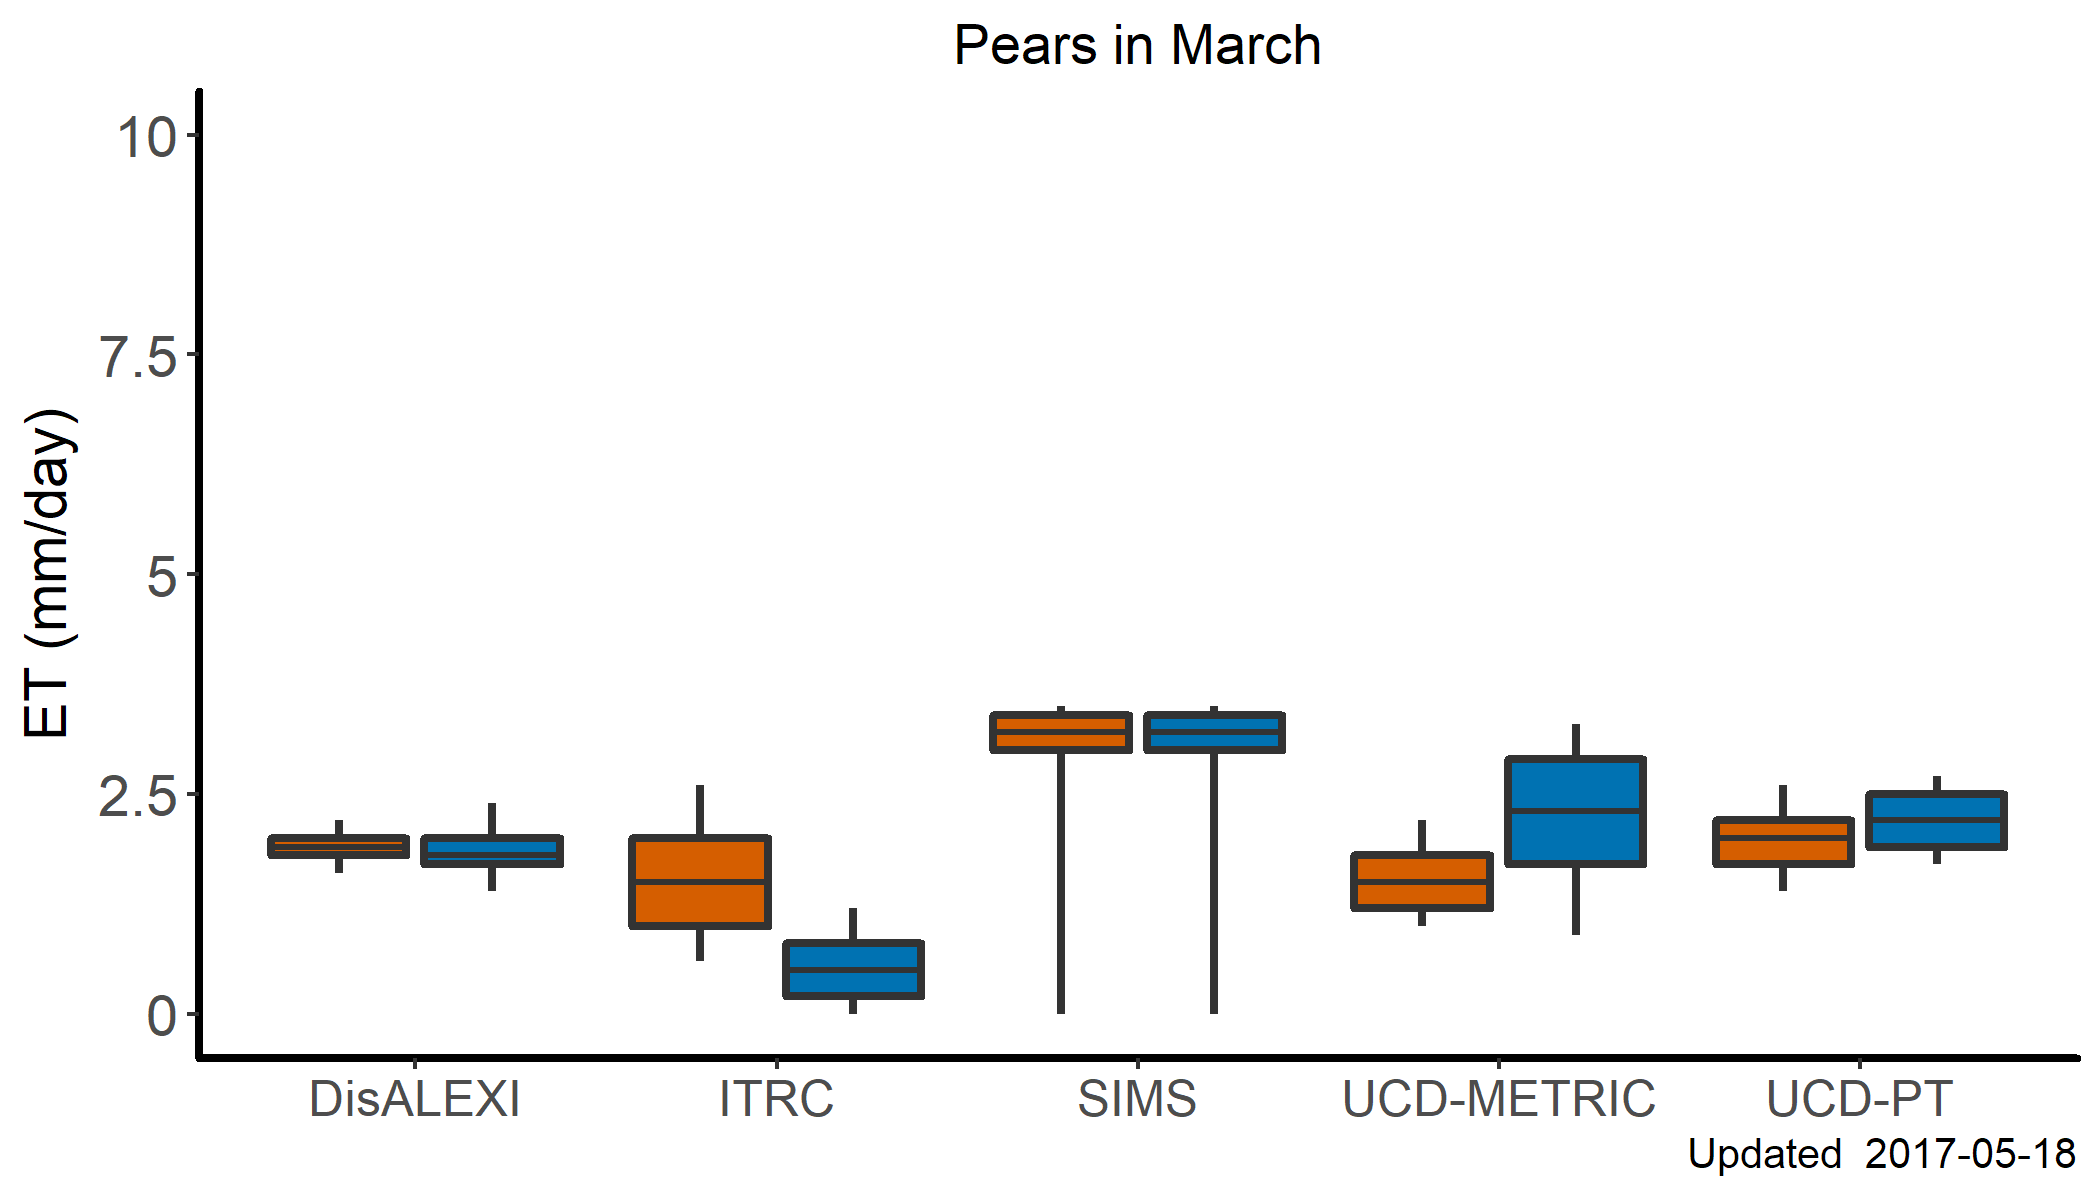 Pears in March
10
7.5
5
2.5
0
ET (mm/day)
DisALEXI ITRC SIMS UCD-METRIC UCD-PT
Updated 2017-05-18